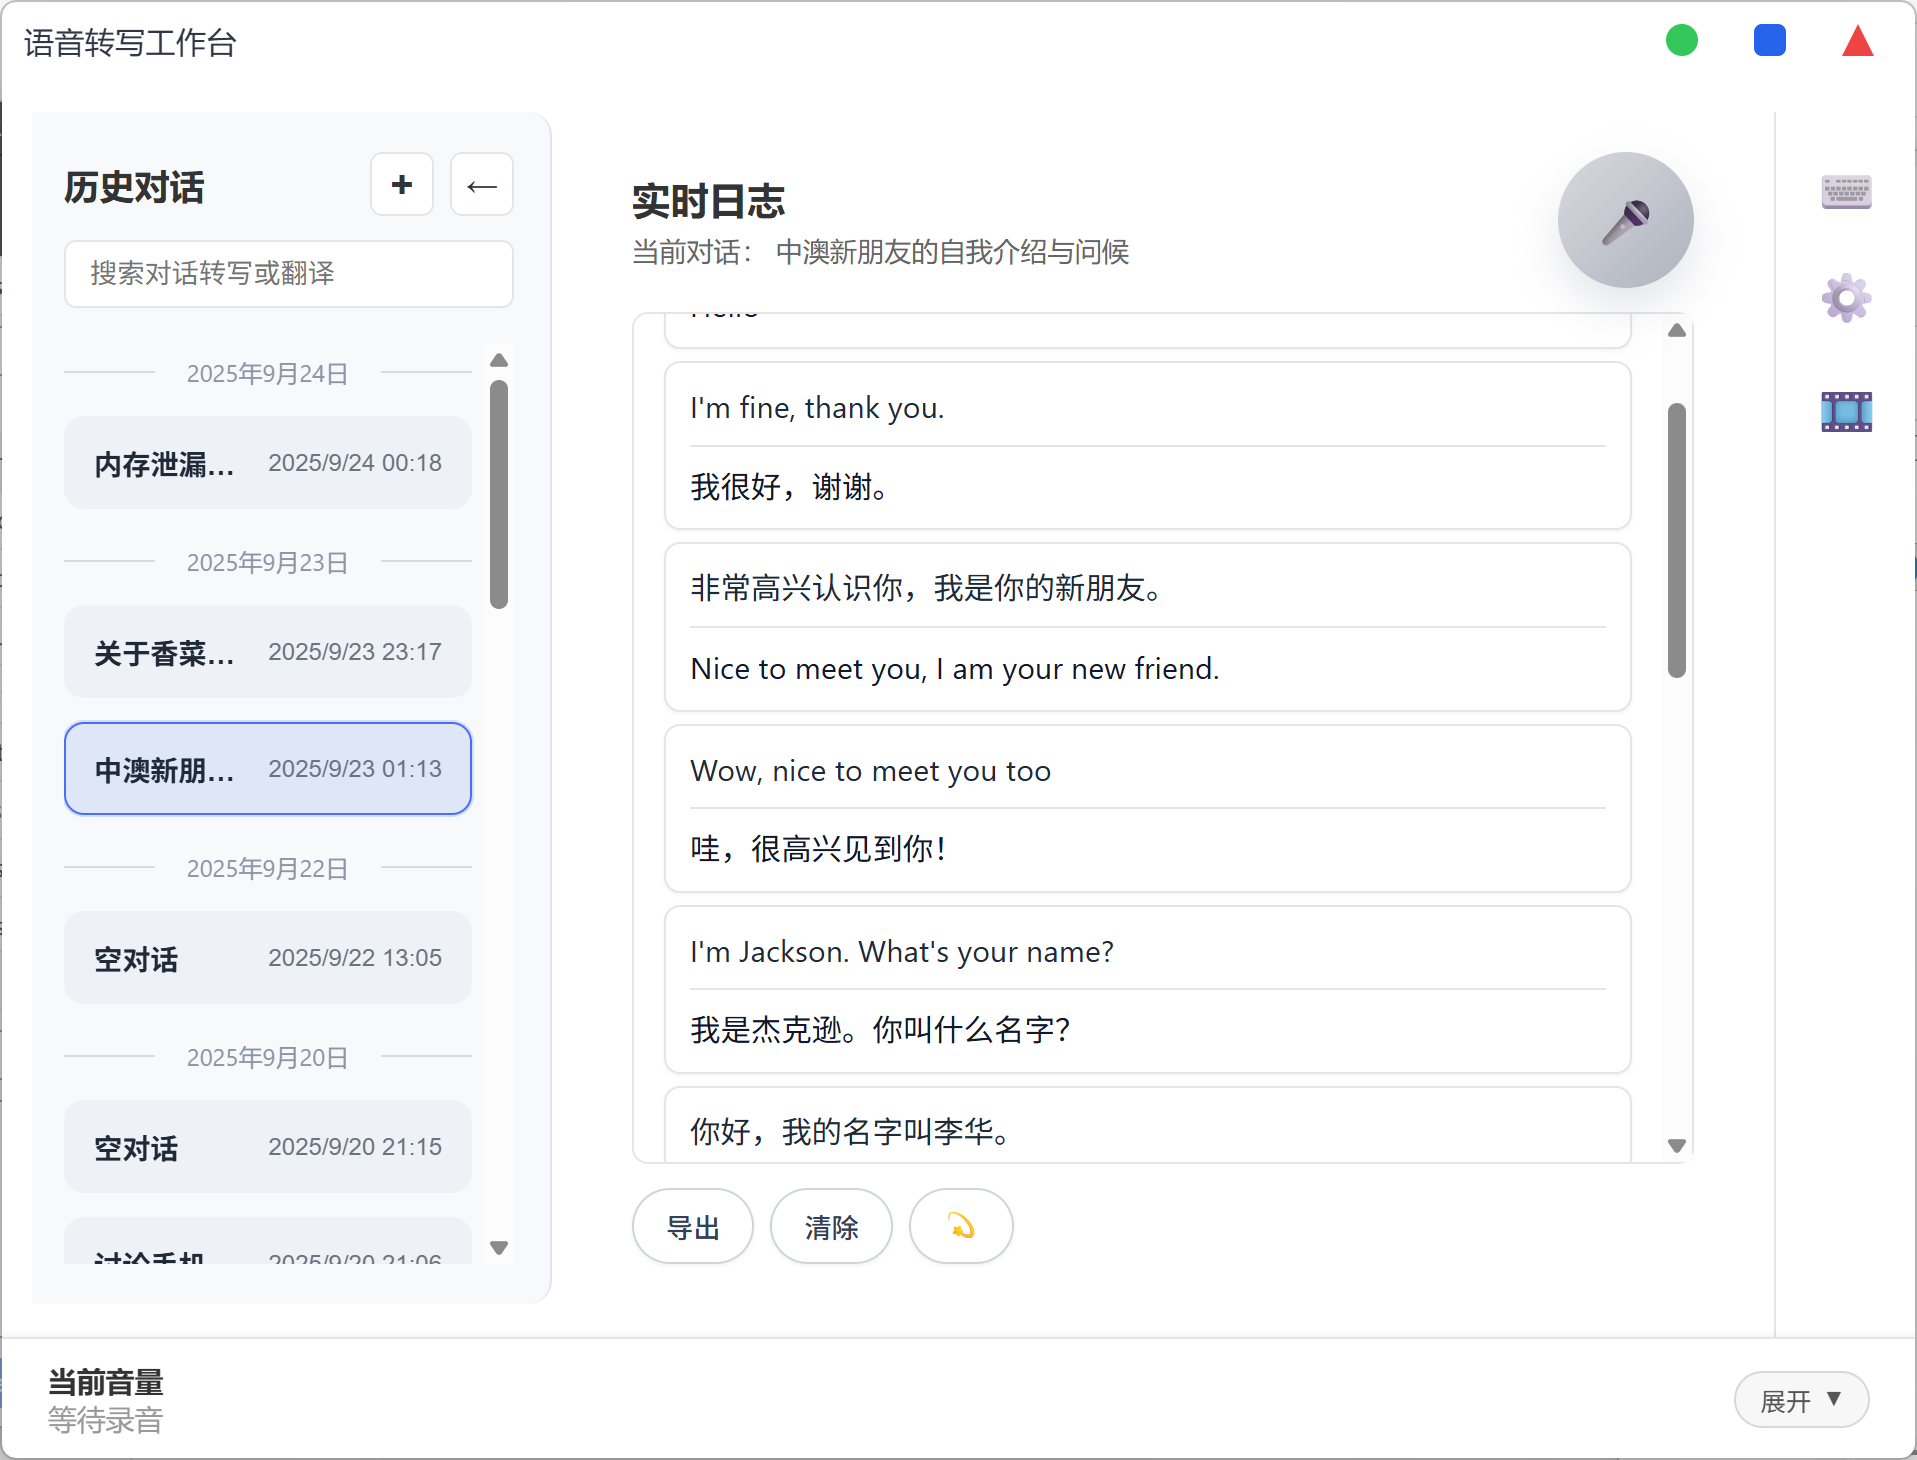 语音转写工作台
历史对话
+
←
搜索对话转写或翻译
2025年9月24日
内存泄漏... 2025/9/24 00:18
2025年9月23日
关于香菜... 2025/9/23 23:17
中澳新朋... 2025/9/23 01:13
2025年9月22日
空对话 2025/9/22 13:05
2025年9月20日
空对话 2025/9/20 21:15
讨论手机 2025/9/20 21:06
实时日志
当前对话： 中澳新朋友的自我介绍与问候
Hello
I'm fine, thank you.
我很好，谢谢。
非常高兴认识你，我是你的新朋友。
Nice to meet you, I am your new friend.
Wow, nice to meet you too
哇，很高兴见到你！
I'm Jackson. What's your name?
我是杰克逊。你叫什么名字？
你好，我的名字叫李华。
导出
清除
当前音量
等待录音
展开 ▼